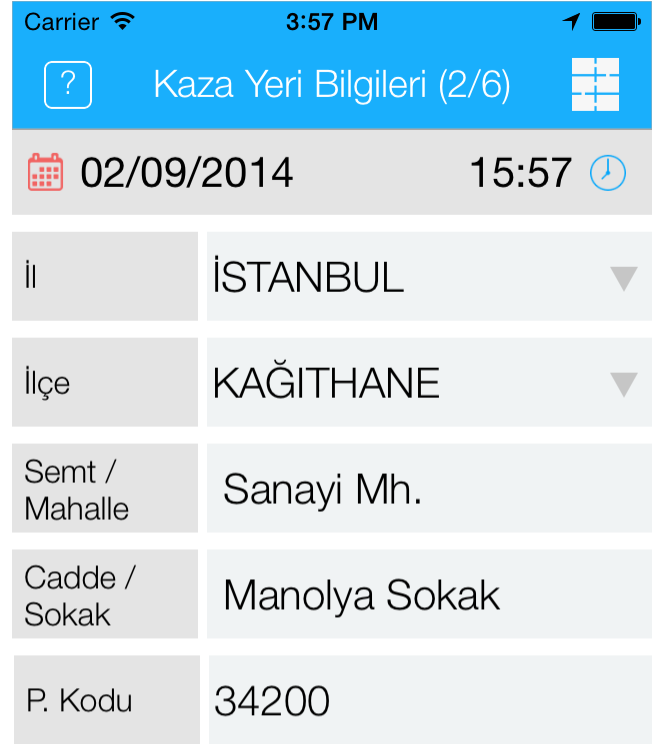 Carrier 3:57 PM
? Kaza Yeri Bilgileri (2/6)
02/09/2014 15:57
İl İSTANBUL
İlçe KAĞITHANE
Semt /
Mahalle
Sanayi Mh.
Cadde /
Sokak
Manolya Sokak
P. Kodu 34200